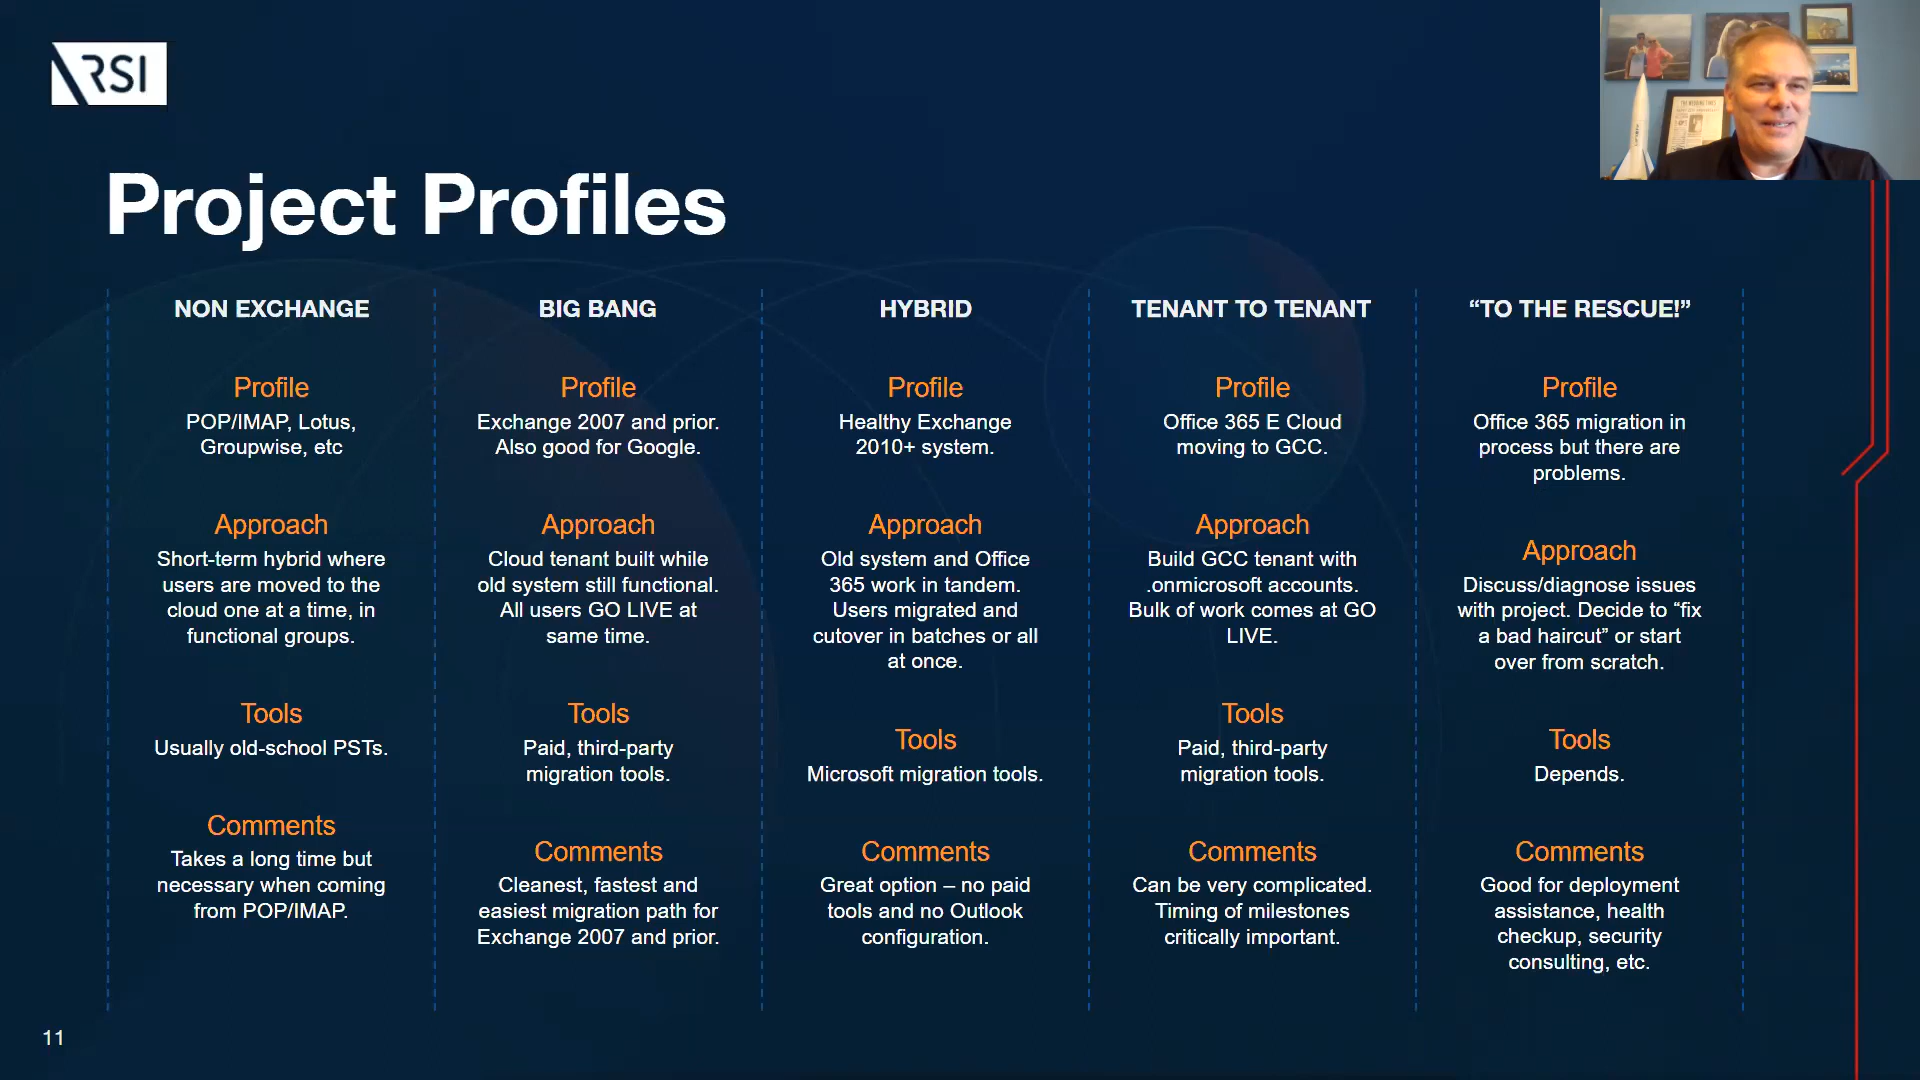 RSI
Project Profiles
NON EXCHANGE
Profile
POP/IMAP, Lotus,
Groupwise, etc
Approach
Short-term hybrid where
users are moved to the
cloud one at a time, in
functional groups.
Tools
Usually old-school PSTs.
Comments
Takes a long time but
necessary when coming
from POP/IMAP.
BIG BANG
Profile
Exchange 2007 and prior.
Also good for Google.
Approach
Cloud tenant built while
old system still functional.
All users GO LIVE at
same time.
Tools
Paid, third-party
migration tools.
Comments
Cleanest, fastest and
easiest migration path for
Exchange 2007 and prior.
HYBRID
Profile
Healthy Exchange
2010+ system.
Approach
Old system and Office
365 work in tandem.
Users migrated and
cutover in batches or all
at once.
Tools
Microsoft migration tools.
Comments
Great option – no paid
tools and no Outlook
configuration.
TENANT TO TENANT
Profile
Office 365 E Cloud
moving to GCC.
Approach
Build GCC tenant with
.onmicrosoft accounts.
Bulk of work comes at GO
LIVE.
Tools
Paid, third-party
migration tools.
Comments
Can be very complicated.
Timing of milestones
critically important.
“TO THE RESCUE!”
Profile
Office 365 migration in
process but there are
problems.
Approach
Discuss/diagnose issues
with project. Decide to “fix
a bad haircut” or start
over from scratch.
Tools
Depends.
Comments
Good for deployment
assistance, health
checkup, security
consulting, etc.
11